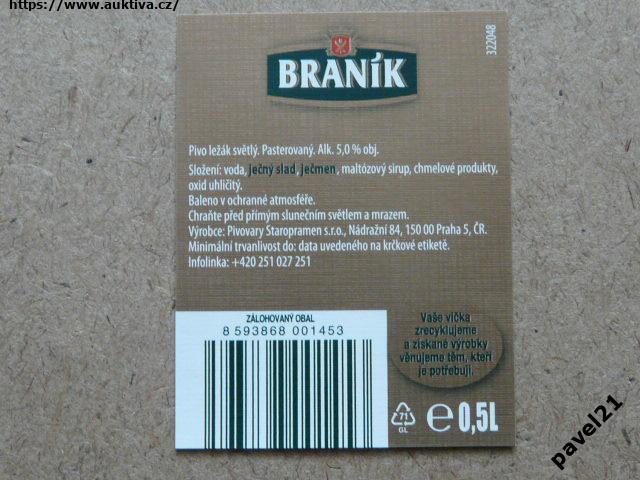 https://www.auktiva.cz/
322048
BRANÍK
Pivo ležák světlý. Pasterovaný. Alk. 5,0 % obj.
Složení: voda, ječný slad, ječmen, maltózový sirup, chmelové produkty,
oxid uhličitý.
Baleno v ochranné atmosféře.
Chraňte před přímým slunečním světlem a mrazem.
Výrobce: Pivovary Staropramen s.r.o., Nádražní 84, 150 00 Praha 5, ČR.
Minimální trvanlivost do: data uvedeného na krčkové etiketě.
Infolinka: +420 251 027 251
ZÁLOHOVANÝ OBAL
8 593868 001453
Vaše víčka
zrecyklujeme
a získané výrobky
věnujeme těm, kteří
je potřebují.
71
GL
e 0,5L
pavel21